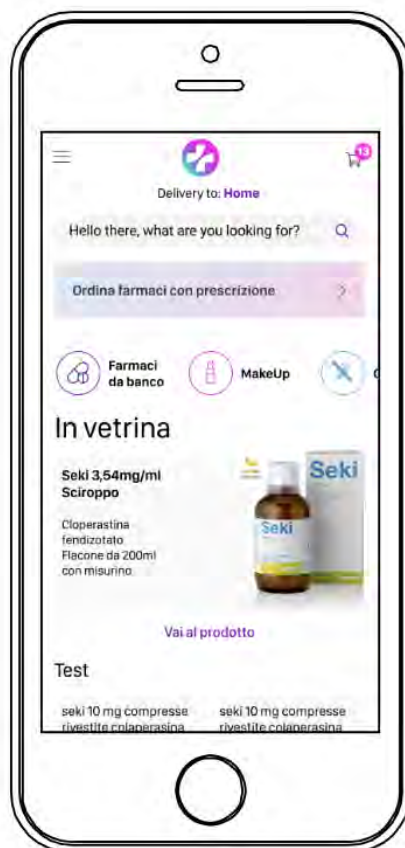 13
Delivery to: Home
Hello there, what are you looking for?
Ordina farmaci con prescrizione
Farmaci
da banco
MakeUp
In vetrina
Seki 3,54mg/ml
Sciroppo
Cloperastina
fendizotato
Flacone da 200ml
con misurino
Seki
Seki
Vai al prodotto
Test
seki 10 mg compresse
rivestite colaperasina
seki 10 mg compresse
rivestite colaperasina